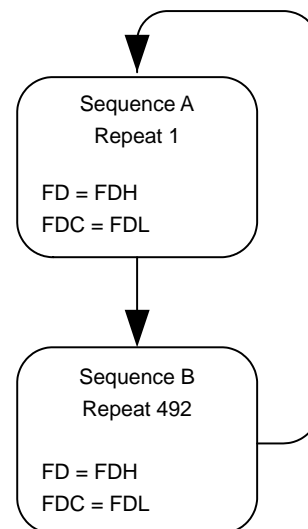 Sequence A
Repeat 1
FD = FDH
FDC = FDL
Sequence B
Repeat 492
FD = FDH
FDC = FDL